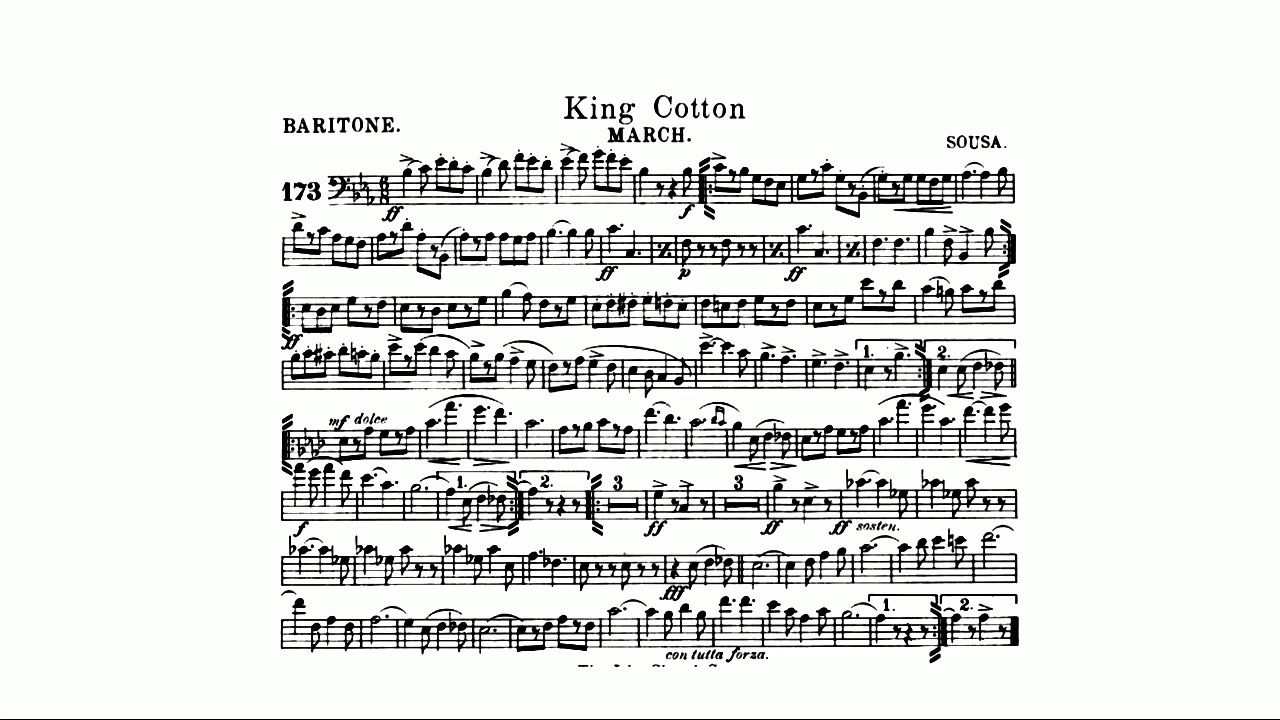 King Cotton
BARITONE.
MARCH.
SOUSA.
173
ff
f
ff
p
ff
ff
1.
2.
mf dolce
1.
2.
3
3
f
ff
ff
ff sosten.
fff
1.
2.
con tutta forza.